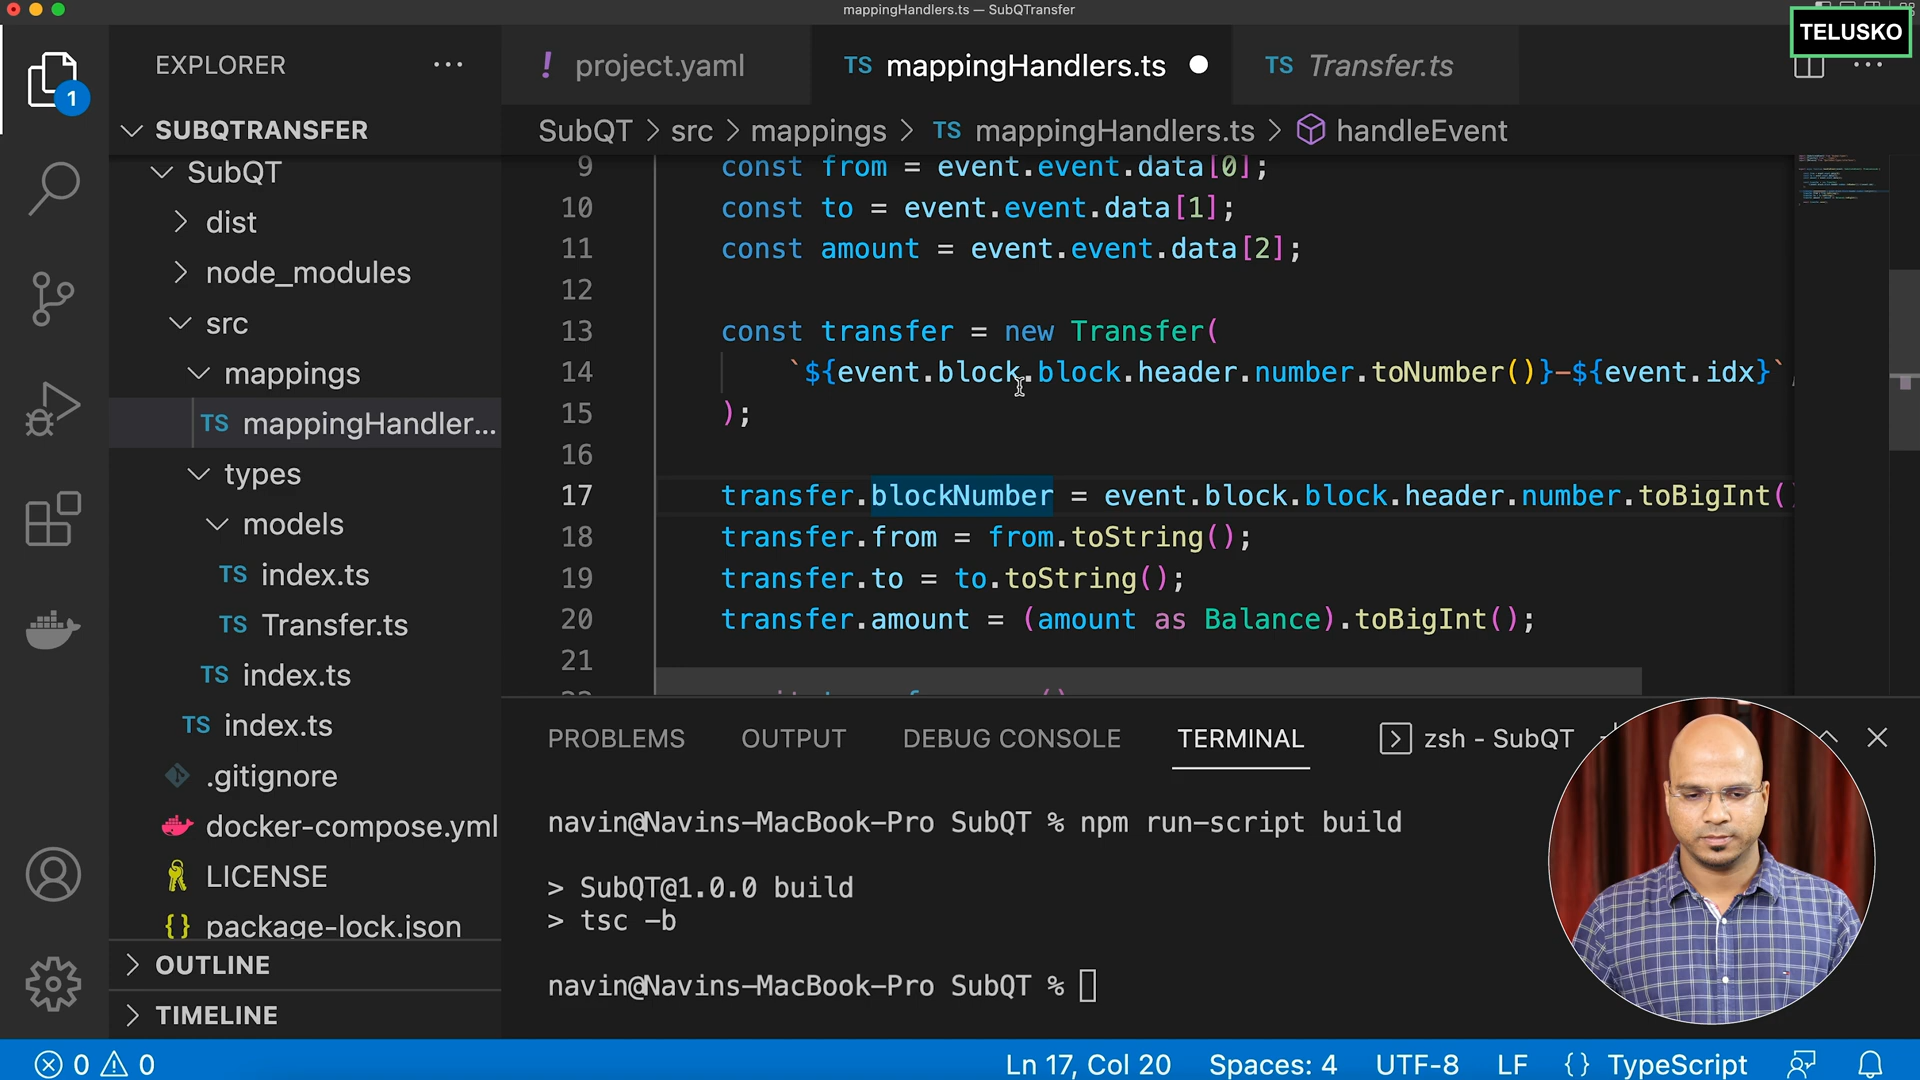 mappingHandlers.ts — SubQTransfer
TELUSKO
EXPLORER
1
SUBQTRANSFER
SubQT
dist
node_modules
src
mappings
TS mappingHandler...
types
models
TS index.ts
TS Transfer.ts
TS index.ts
TS index.ts
.gitignore
docker-compose.yml
LICENSE
{} package-lock.json
OUTLINE
TIMELINE
! project.yaml
TS mappingHandlers.ts
TS Transfer.ts
SubQT > src > mappings > TS mappingHandlers.ts > handleEvent
9 const from = event.event.data[0];
10 const to = event.event.data[1];
11 const amount = event.event.data[2];
12
13 const transfer = new Transfer(
14 `${event.block.block.header.number.toNumber()}-${event.idx}`,
15 );
16
17 transfer.blockNumber = event.block.block.header.number.toBigInt(
18 transfer.from = from.toString();
19 transfer.to = to.toString();
20 transfer.amount = (amount as Balance).toBigInt();
21
PROBLEMS OUTPUT DEBUG CONSOLE TERMINAL zsh - SubQT
navin@Navins-MacBook-Pro SubQT % npm run-script build
> SubQT@1.0.0 build
> tsc -b
navin@Navins-MacBook-Pro SubQT %
0 0 Ln 17, Col 20 Spaces: 4 UTF-8 LF {} TypeScript